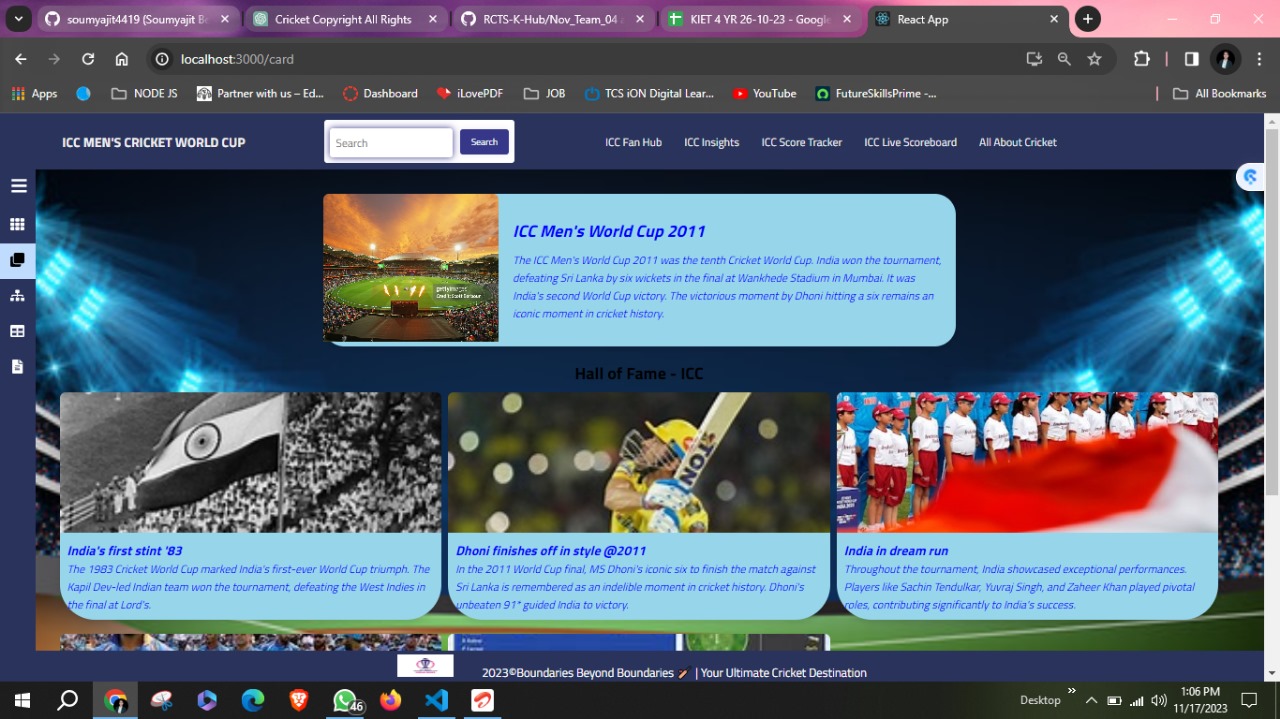 soumyajit4419 (Soumyajit Be
Cricket Copyright All Rights
RCTS-K-Hub/Nov_Team_04
KIET 4 YR 26-10-23 - Google
React App
localhost:3000/card
Apps
NODE JS
Partner with us – Ed...
Dashboard
iLovePDF
JOB
TCS iON Digital Lear...
YouTube
FutureSkillsPrime -...
All Bookmarks
ICC MEN'S CRICKET WORLD CUP
Search
Search
ICC Fan Hub
ICC Insights
ICC Score Tracker
ICC Live Scoreboard
All About Cricket
gettyimages
ICC Men's World Cup 2011
The ICC Men's World Cup 2011 was the tenth Cricket World Cup. India won the tournament,
defeating Sri Lanka by six wickets in the final at Wankhede Stadium in Mumbai. It was
India's second World Cup victory. The victorious moment by Dhoni hitting a six remains an
iconic moment in cricket history.
Hall of Fame - ICC
TON
India's first stint '83
The 1983 Cricket World Cup marked India's first-ever World Cup triumph. The
Kapil Dev-led Indian team won the tournament, defeating the West Indies in
the final at Lord's.
Dhoni finishes off in style @2011
In the 2011 World Cup final, MS Dhoni's iconic six to finish the match against
Sri Lanka is remembered as an indelible moment in cricket history. Dhoni's
unbeaten 91* guided India to victory.
India in dream run
Throughout the tournament, India showcased exceptional performances.
Players like Sachin Tendulkar, Yuvraj Singh, and Zaheer Khan played pivotal
roles, contributing significantly to India's success.
2023©Boundaries Beyond Boundaries 🏏 | Your Ultimate Cricket Destination
46
Desktop
1:06 PM
11/17/2023